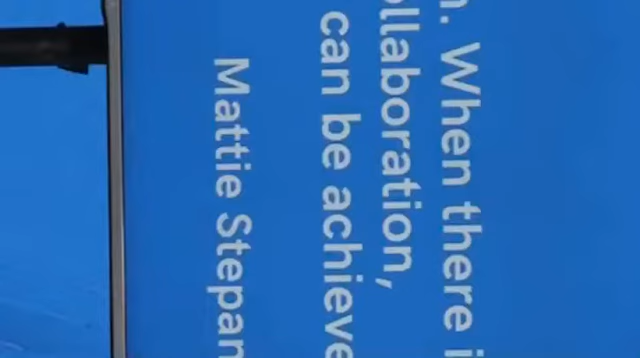 n. When there i
ollaboration,
can be achieve
Mattie Stepan